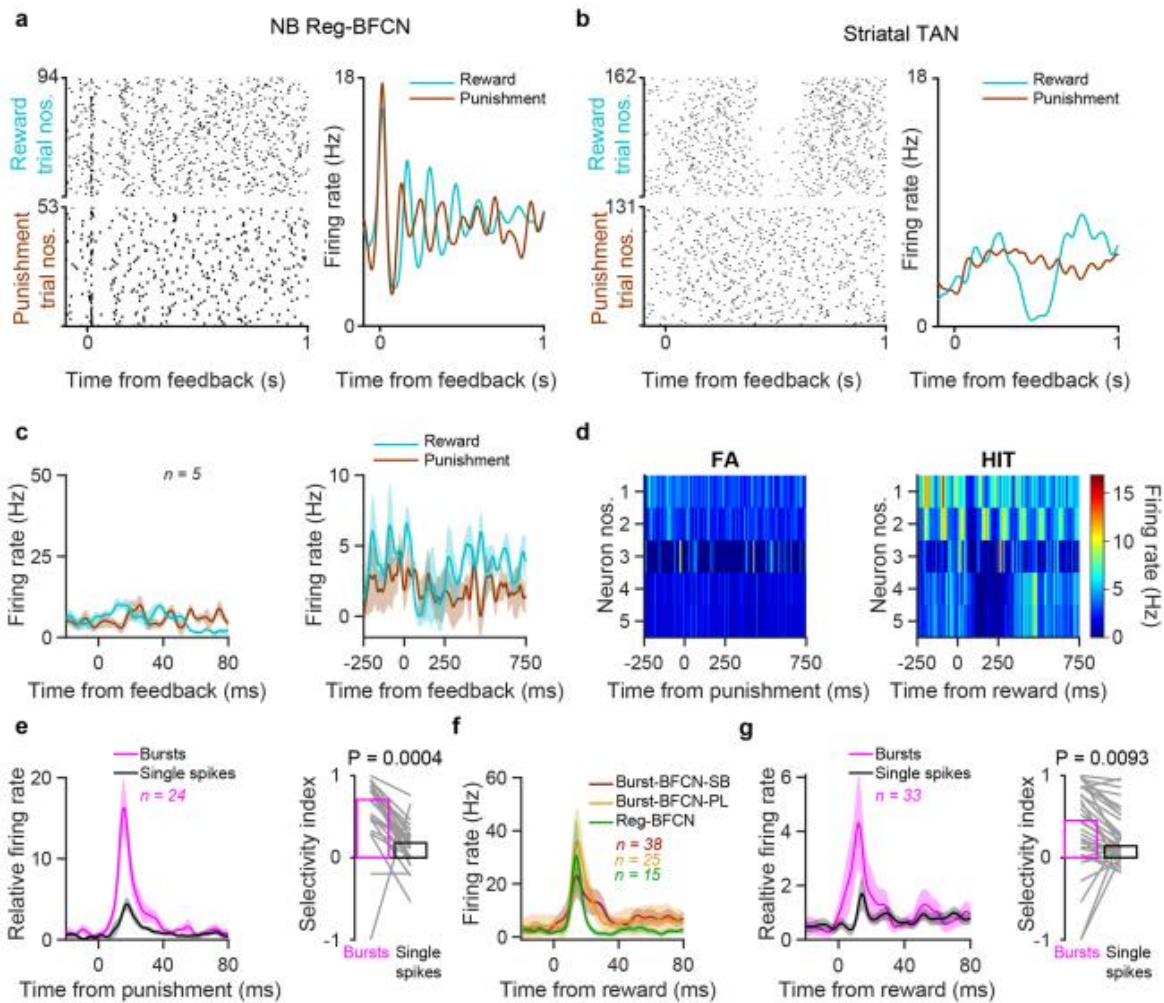 a
NB Reg-BFCN
94
Reward
trial nos.
53
Punishment
trial nos.
0
1
Time from feedback (s)
18
Firing rate (Hz)
0
Reward
Punishment
0
1
Time from feedback (s)
b
Striatal TAN
162
Reward
trial nos.
131
Punishment
trial nos.
0
1
Time from feedback (s)
18
Firing rate (Hz)
0
Reward
Punishment
0
1
Time from feedback (s)
c
50
25
0
Firing rate (Hz)
n = 5
0
40
80
Time from feedback (ms)
Reward
Punishment
10
5
0
Firing rate (Hz)
-250
0
250
750
Time from feedback (ms)
d
FA
Neuron nos.
1
2
3
4
5
-250
0
250
750
Time from punishment (ms)
HIT
Neuron nos.
1
2
3
4
5
-250
0
250
750
Time from reward (ms)
15
10
5
0
Firing rate (Hz)
e
Bursts
Single spikes
n = 24
20
15
10
5
0
Relative firing rate
0
40
80
Time from punishment (ms)
P = 0.0004
1
0
-1
Selectivity index
Bursts
Single
spikes
f
Burst-BFCN-SB
Burst-BFCN-PL
Reg-BFCN
n = 38
n = 25
n = 15
60
40
20
0
Firing rate (Hz)
0
40
80
Time from reward (ms)
g
Bursts
Single spikes
n = 33
6
4
2
0
Realtive firing rate
0
40
80
Time from reward (ms)
P = 0.0093
1
0
-1
Selectivity index
Bursts
Single
spikes